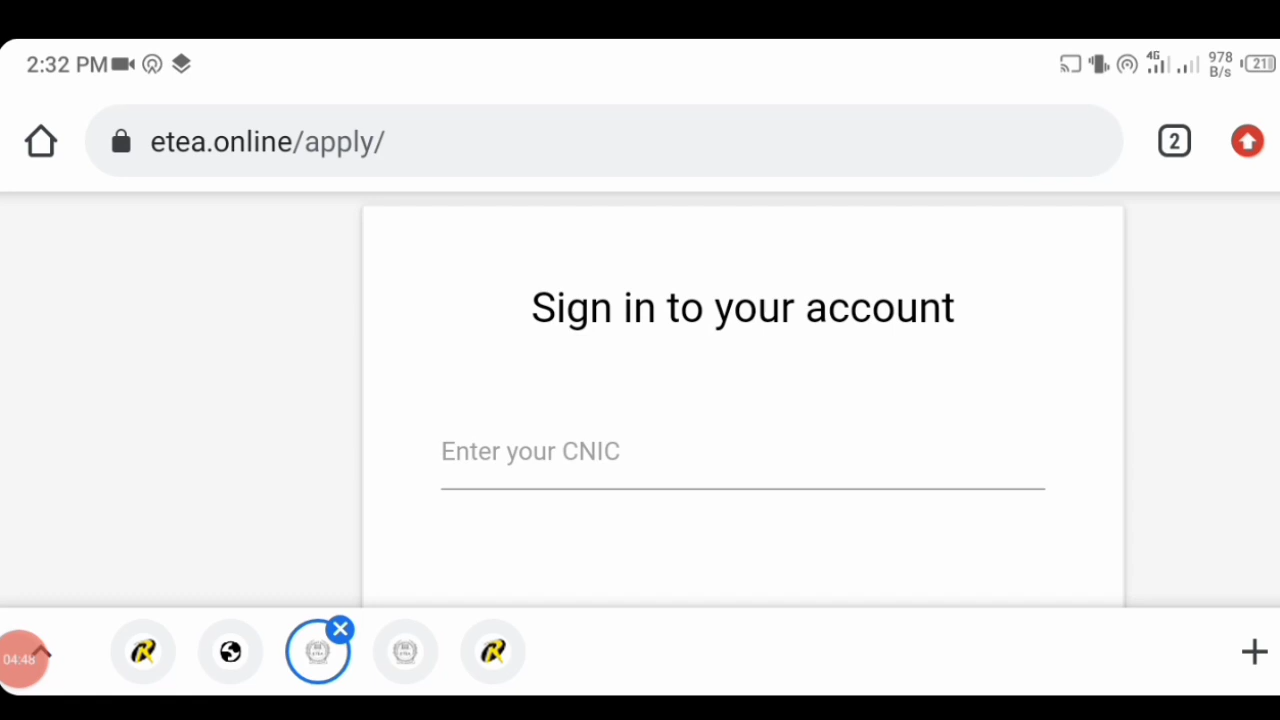 2:32 PM
4G
978
B/s
21
etea.online/apply/
2
Sign in to your account
Enter your CNIC
04:48